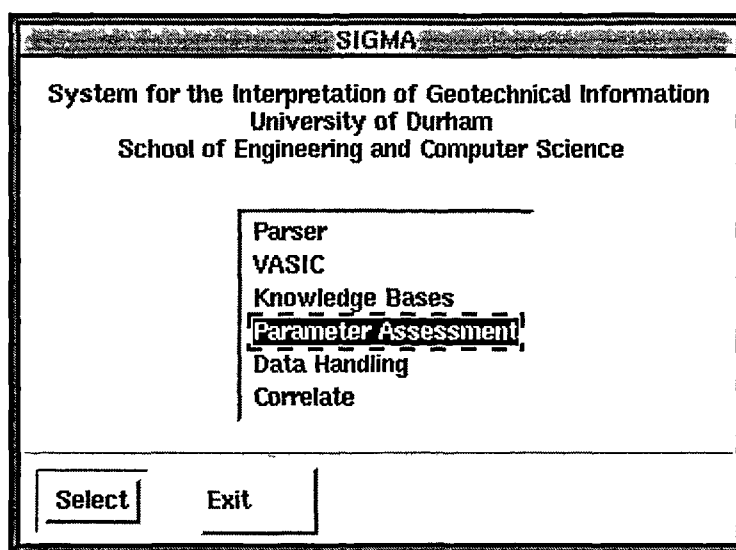 SIGMA
System for the Interpretation of Geotechnical Information
University of Durham
School of Engineering and Computer Science
Parser
VASIC
Knowledge Bases
Parameter Assessment
Data Handling
Correlate
Select Exit